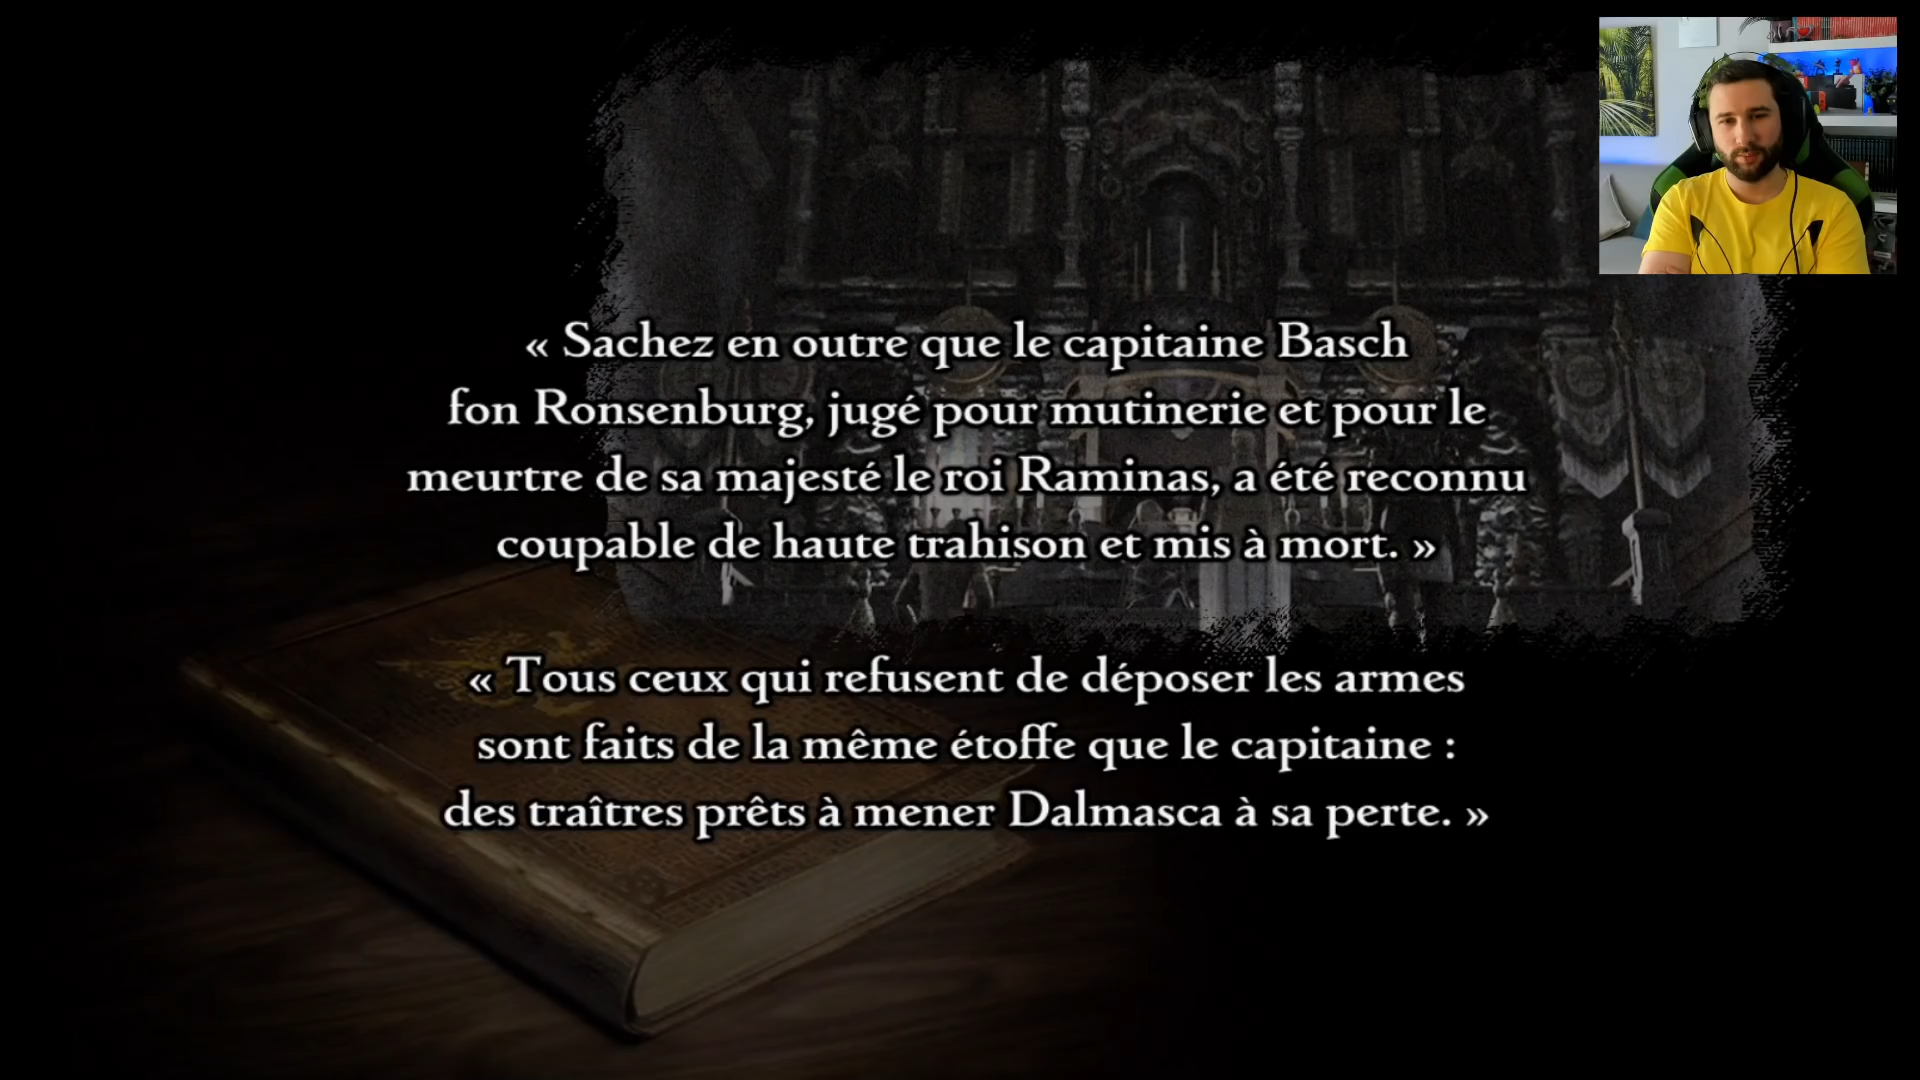 « Sachez en outre que le capitaine Basch
fon Ronsenburg, jugé pour mutinerie et pour le
meurtre de sa majesté le roi Raminas, a été reconnu
coupable de haute trahison et mis à mort. »
« Tous ceux qui refusent de déposer les armes
sont faits de la même étoffe que le capitaine :
des traîtres prêts à mener Dalmasca à sa perte. »